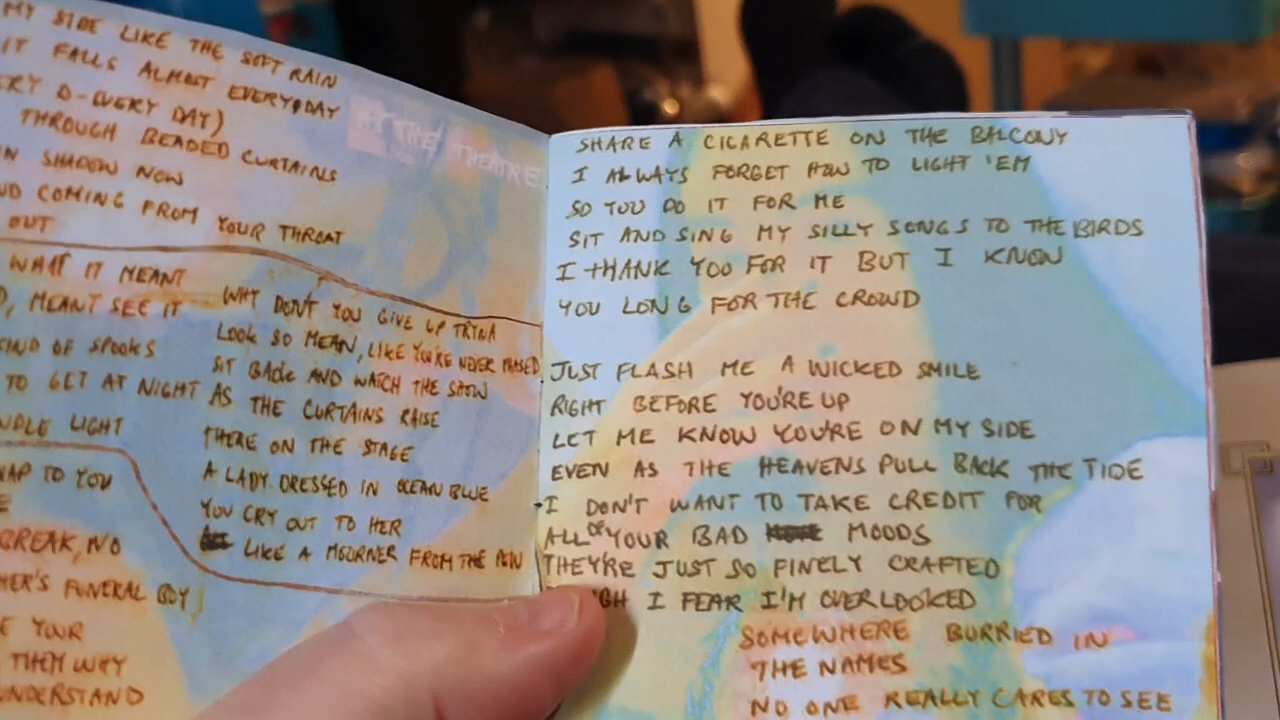 MY SIDE LIKE THE SOFT RAIN
IT FALLS ALMOST EVERYDAY
D-EVERY DAY)
THROUGH BEADED CURTAINS
SHADOW NOW
COMING FROM YOUR THROAT
OUT
THE THEATRE
WHAT IT MEANT
MEANT SEE IT
KIND OF SPOOKS
TO GET AT NIGHT
LIGHT
TO YOU
BREAK, NO
FUNERAL BOY
YOUR
THEM WHY
UNDERSTAND
WHY DON'T YOU GIVE UP TRYNA
LOOK SO MEAN, LIKE YOU'RE NEVER PHASED
SIT BACK AND WATCH THE SHOW
AS THE CURTAINS RAISE
THERE ON THE STAGE
A LADY DRESSED IN OCEAN BLUE
YOU CRY OUT TO HER
LIKE A MOURNER FROM THE PEW
SHARE A CIGARETTE ON THE BALCONY
I ALWAYS FORGET HOW TO LIGHT 'EM
SO YOU DO IT FOR ME
SIT AND SING MY SILLY SONGS TO THE BIRDS
I THANK YOU FOR IT BUT I KNOW
YOU LONG FOR THE CROWD
JUST FLASH ME A WICKED SMILE
RIGHT BEFORE YOU'RE UP
LET ME KNOW YOU'RE ON MY SIDE
EVEN AS THE HEAVENS PULL BACK THE TIDE
I DON'T WANT TO TAKE CREDIT FOR
ALL OF YOUR BAD MOODS
THEY'RE JUST SO FINELY CRAFTED
I FEAR I'M OVERLOOKED
SOMEWHERE BURRIED IN
THE NAMES
NO ONE REALLY CARES TO SEE